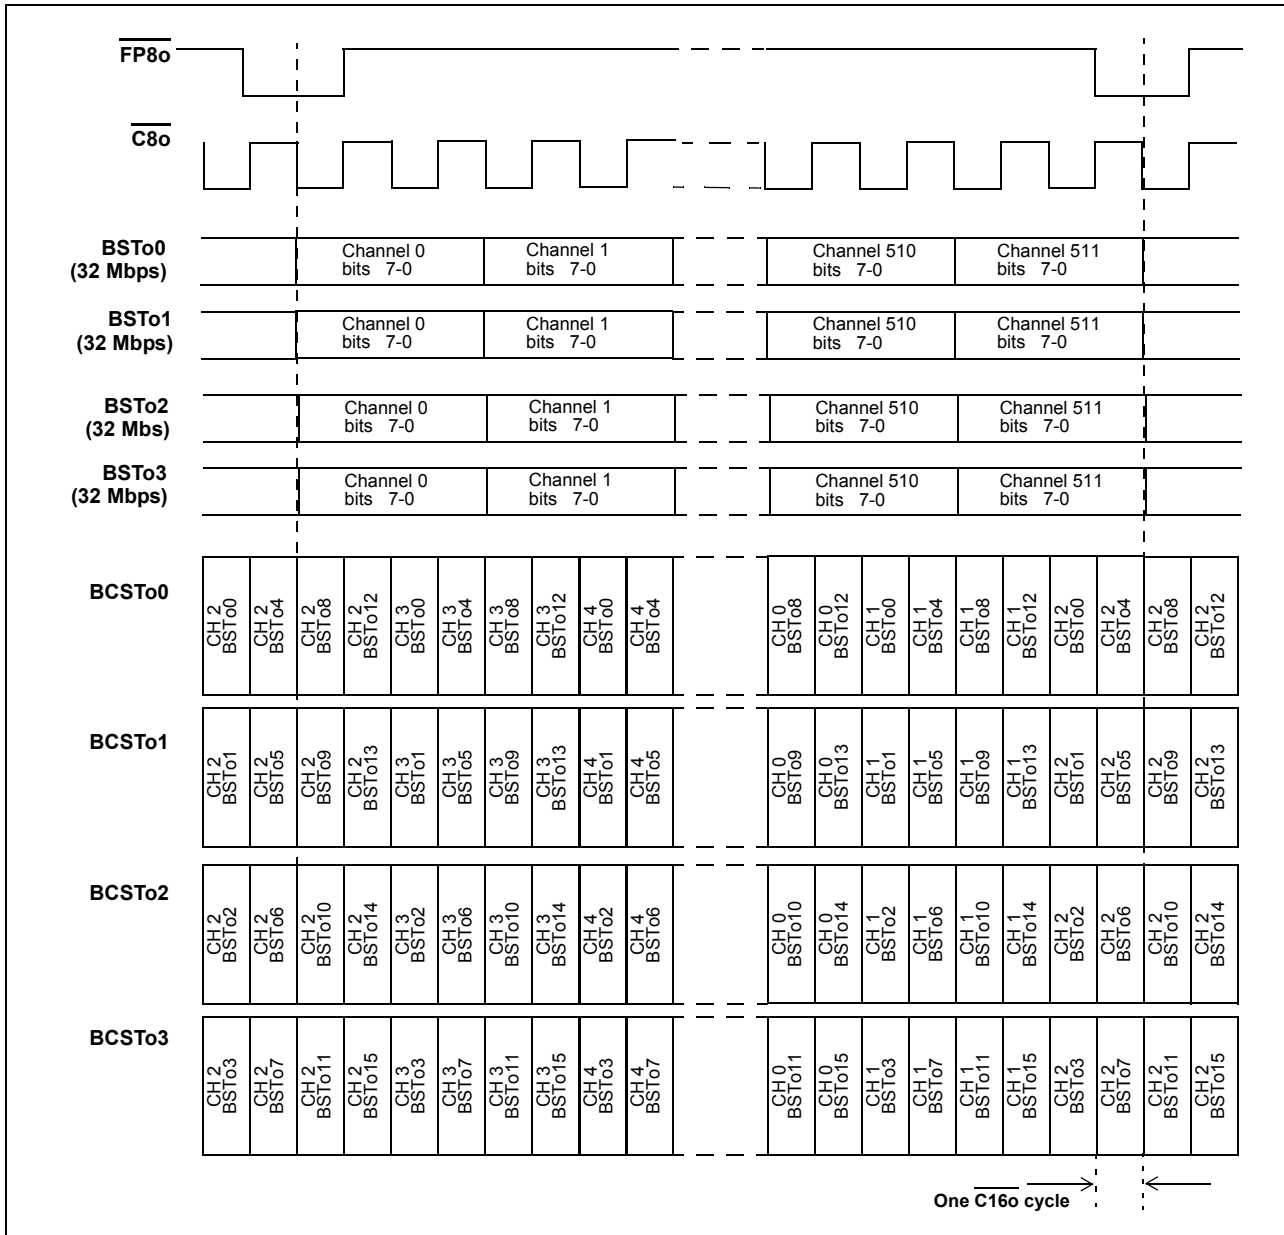 FP8o
C8o
BSTo0
(32 Mbps)
Channel 0
bits 7-0
Channel 1
bits 7-0
Channel 510
bits 7-0
Channel 511
bits 7-0
BSTo1
(32 Mbps)
Channel 0
bits 7-0
Channel 1
bits 7-0
Channel 510
bits 7-0
Channel 511
bits 7-0
BSTo2
(32 Mbs)
Channel 0
bits 7-0
Channel 1
bits 7-0
Channel 510
bits 7-0
Channel 511
bits 7-0
BSTo3
(32 Mbps)
Channel 0
bits 7-0
Channel 1
bits 7-0
Channel 510
bits 7-0
Channel 511
bits 7-0
BCSTo0
CH 2
BSTo0
CH 2
BSTo4
CH 2
BSTo8
CH 2
BSTo12
CH 3
BSTo0
CH 3
BSTo4
CH 3
BSTo8
CH 3
BSTo12
CH 4
BSTo0
CH 4
BSTo4
CH 0
BSTo8
CH 0
BSTo12
CH 1
BSTo0
CH 1
BSTo4
CH 1
BSTo8
CH 1
BSTo12
CH 2
BSTo0
CH 2
BSTo4
CH 2
BSTo8
CH 2
BSTo12
BCSTo1
CH 2
BSTo1
CH 2
BSTo5
CH 2
BSTo9
CH 2
BSTo13
CH 3
BSTo1
CH 3
BSTo5
CH 3
BSTo9
CH 3
BSTo13
CH 4
BSTo1
CH 4
BSTo5
CH 0
BSTo9
CH 0
BSTo13
CH 1
BSTo1
CH 1
BSTo5
CH 1
BSTo9
CH 1
BSTo13
CH 2
BSTo1
CH 2
BSTo5
CH 2
BSTo9
CH 2
BSTo13
BCSTo2
CH 2
BSTo2
CH 2
BSTo6
CH 2
BSTo10
CH 2
BSTo14
CH 3
BSTo2
CH 3
BSTo6
CH 3
BSTo10
CH 3
BSTo14
CH 4
BSTo2
CH 4
BSTo6
CH 0
BSTo10
CH 0
BSTo14
CH 1
BSTo2
CH 1
BSTo6
CH 1
BSTo10
CH 1
BSTo14
CH 2
BSTo2
CH 2
BSTo6
CH 2
BSTo10
CH 2
BSTo14
BCSTo3
CH 2
BSTo3
CH 2
BSTo7
CH 2
BSTo11
CH 2
BSTo15
CH 3
BSTo3
CH 3
BSTo7
CH 3
BSTo11
CH 3
BSTo15
CH 4
BSTo3
CH 4
BSTo7
CH 0
BSTo11
CH 0
BSTo15
CH 1
BSTo3
CH 1
BSTo7
CH 1
BSTo11
CH 1
BSTo15
CH 2
BSTo3
CH 2
BSTo7
CH 2
BSTo11
CH 2
BSTo15
One C16o cycle